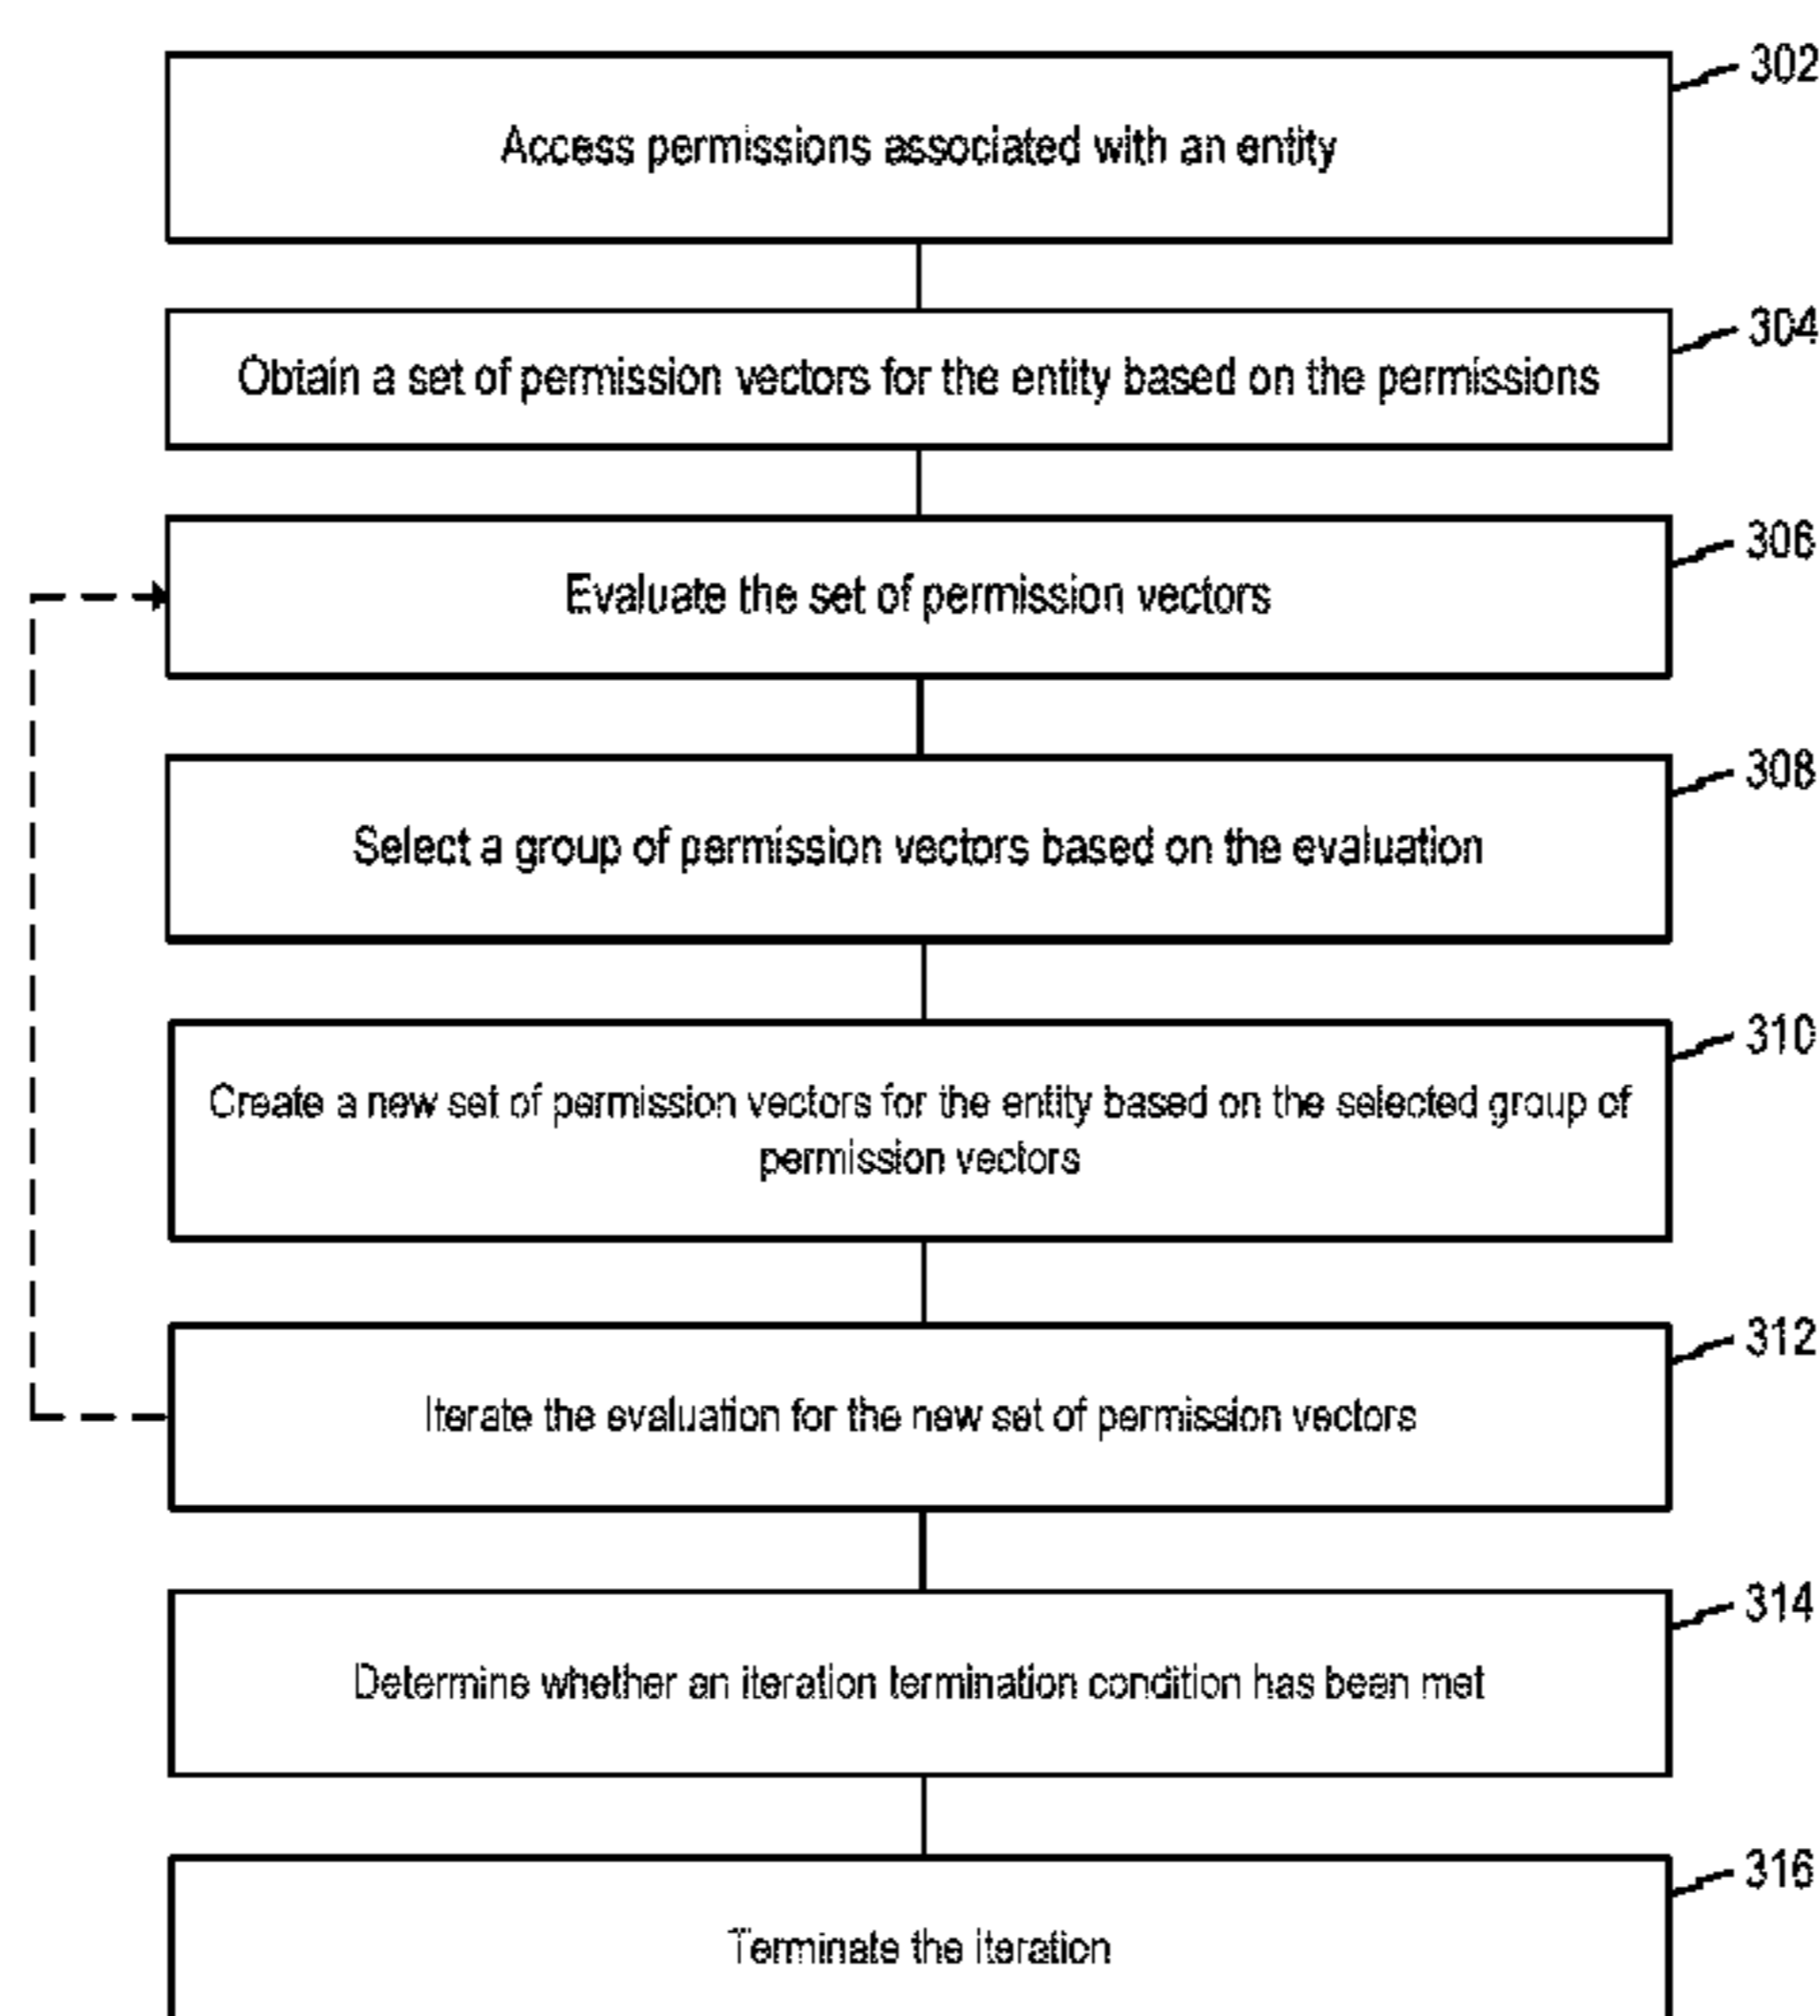 302
Access permissions associated with an entity
304
Obtain a set of permission vectors for the entity based on the permissions
306
Evaluate the set of permission vectors
308
Select a group of permission vectors based on the evaluation
310
Create a new set of permission vectors for the entity based on the selected group of
permission vectors
312
Iterate the evaluation for the new set of permission vectors
314
Determine whether an iteration termination condition has been met
316
Terminate the iteration